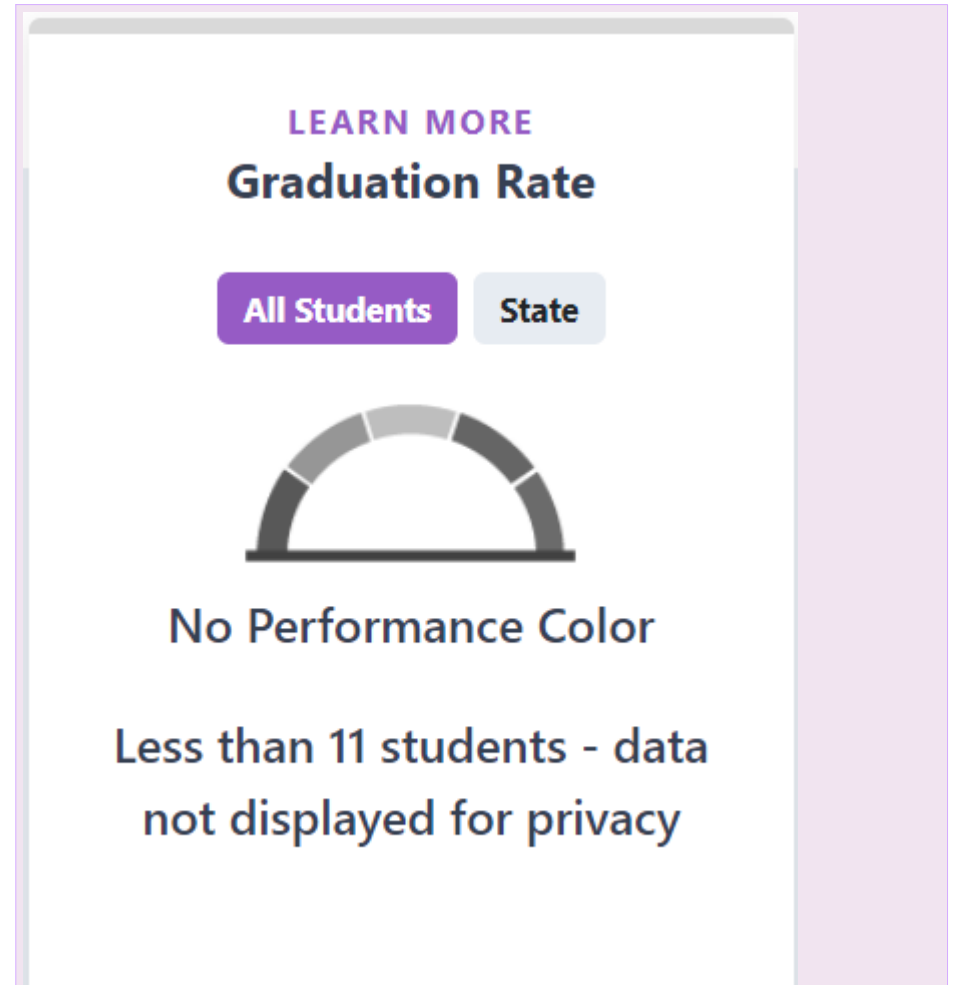 LEARN MORE
Graduation Rate
All Students State
No Performance Color
Less than 11 students - data
not displayed for privacy